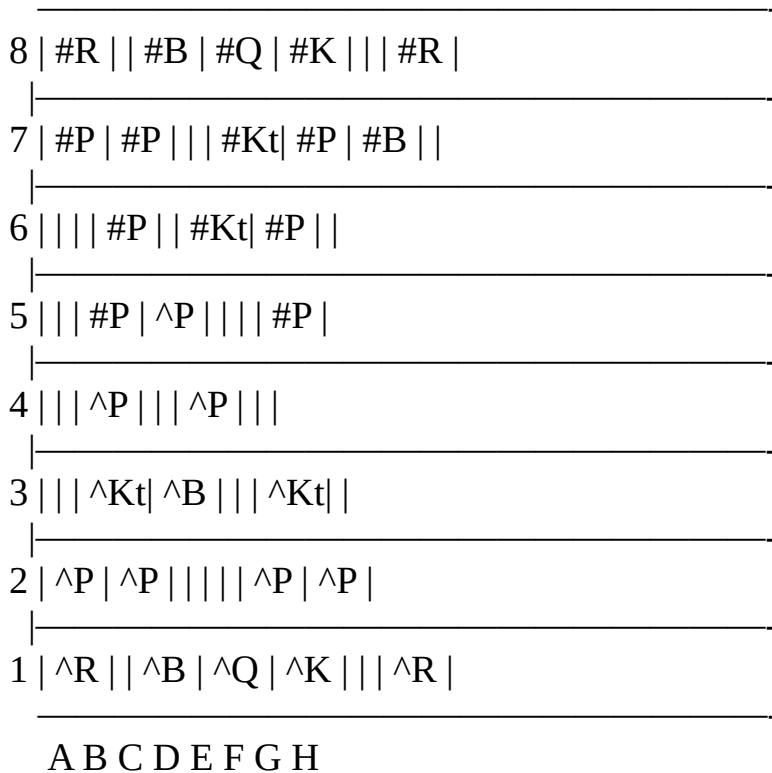 8 | #R | | #B | #Q | #K | | | #R |
7 | #P | #P | | | #Kt| #P | #B | |
6 | | | | #P | | #Kt| #P | |
5 | | | #P | ^P | | | | #P |
4 | | | ^P | | | ^P | | |
3 | | | ^Kt| ^B | | | ^Kt| |
2 | ^P | ^P | | | | | ^P | ^P |
1 | ^R | | ^B | ^Q | ^K | | | ^R |
A B C D E F G H